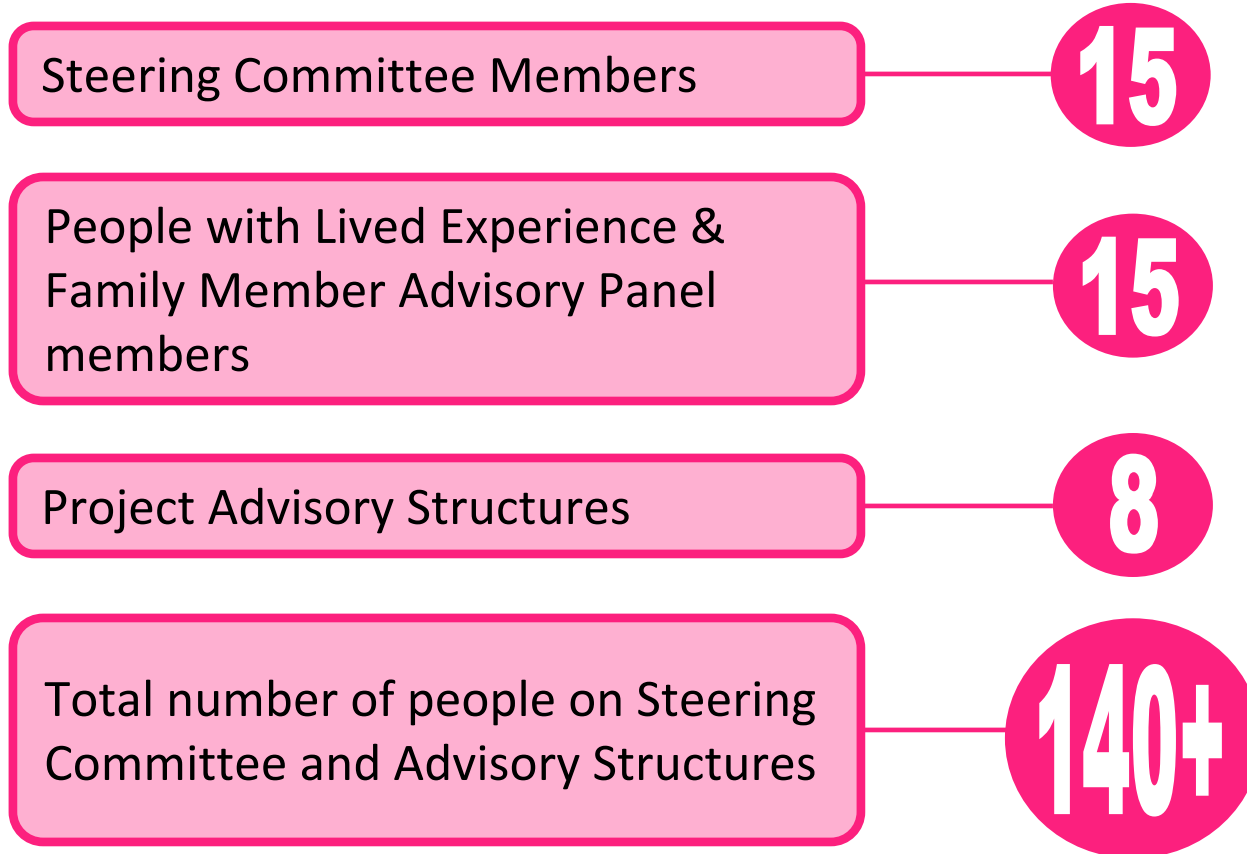 Steering Committee Members
15
People with Lived Experience &
Family Member Advisory Panel
members
15
Project Advisory Structures
8
Total number of people on Steering
Committee and Advisory Structures
140+